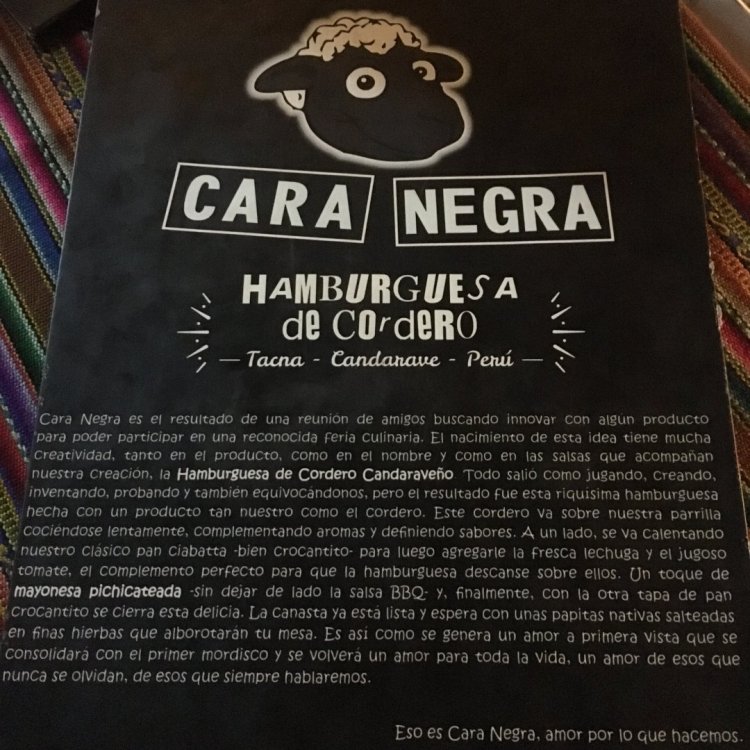 CARA NEGRA
HAMBURGUESA
de CordeRO
— Tacna - Candarave - Perú —
Cara Negra es el resultado de una reunión de amigos buscando innovar con algún producto
para poder participar en una reconocida feria culinaria. El nacimiento de esta idea tiene mucha
creatividad, tanto en el producto, como en el nombre y como en las salsas que acompañan
nuestra creación, la Hamburguesa de Cordero Candaraveño Todo salió como jugando, creando,
inventando, probando y también equivocándonos, pero el resultado fue esta riquísima hamburguesa
hecha con un producto tan nuestro como el cordero. Este cordero va sobre nuestra parrilla
cociéndose lentamente, complementando aromas y definiendo sabores. A un lado, se va calentando
nuestro clásico pan ciabatta -bien crocantito- para luego agregarle la fresca lechuga y el jugoso
tomate, el complemento perfecto para que la hamburguesa descanse sobre ellos. Un toque de
mayonesa pichicateada -sin dejar de lado la salsa BBQ- y, finalmente, con la otra tapa de pan
crocantito se cierra esta delicia. La canasta ya está lista y espera con unas papitas nativas salteadas
en finas hierbas que alborotarán tu mesa. Es así como se genera un amor a primera vista que se
consolidará con el primer mordisco y se volverá un amor para toda la vida, un amor de esos que
nunca se olvidan, de esos que siempre hablaremos.
Eso es Cara Negra, amor por lo que hacemos.